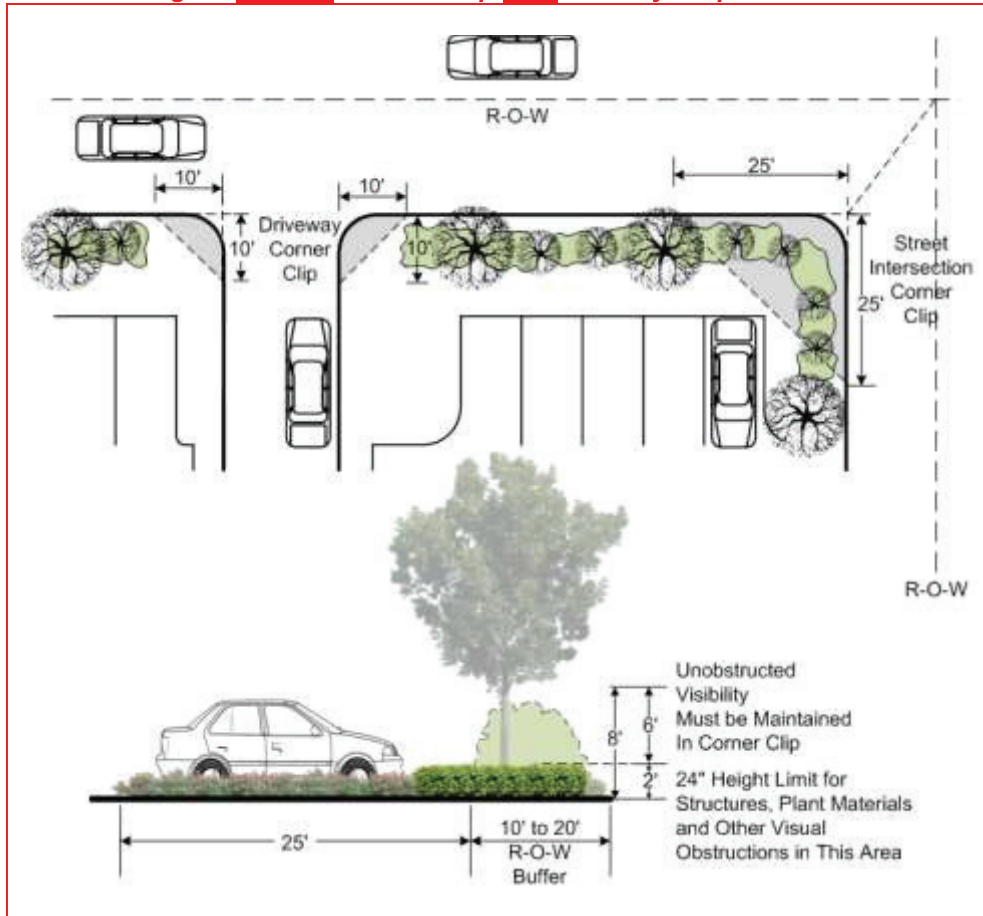 R-O-W
10'
10'
25'
Driveway
Corner
Clip
10'
10'
Street
Intersection
Corner
Clip
25'
R-O-W
Unobstructed
Visibility
Must be Maintained
In Corner Clip
8'
6'
2'
24" Height Limit for
Structures, Plant Materials
and Other Visual
Obstructions in This Area
25'
10' to 20'
R-O-W
Buffer